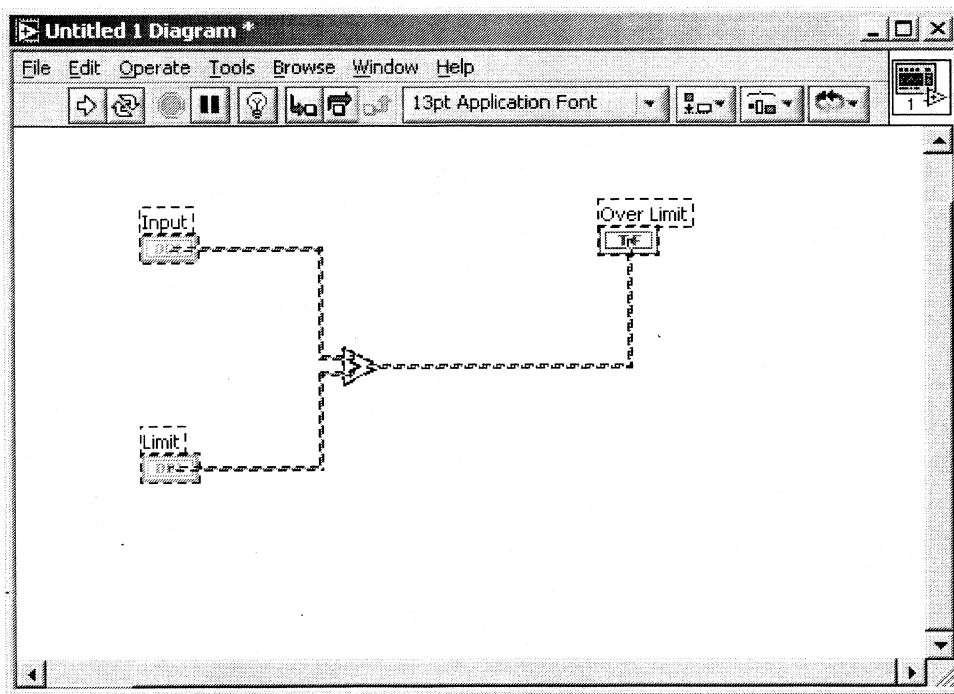 Untitled 1 Diagram *
File Edit Operate Tools Browse Window Help
13pt Application Font
1
Input
Over Limit
TF
Limit